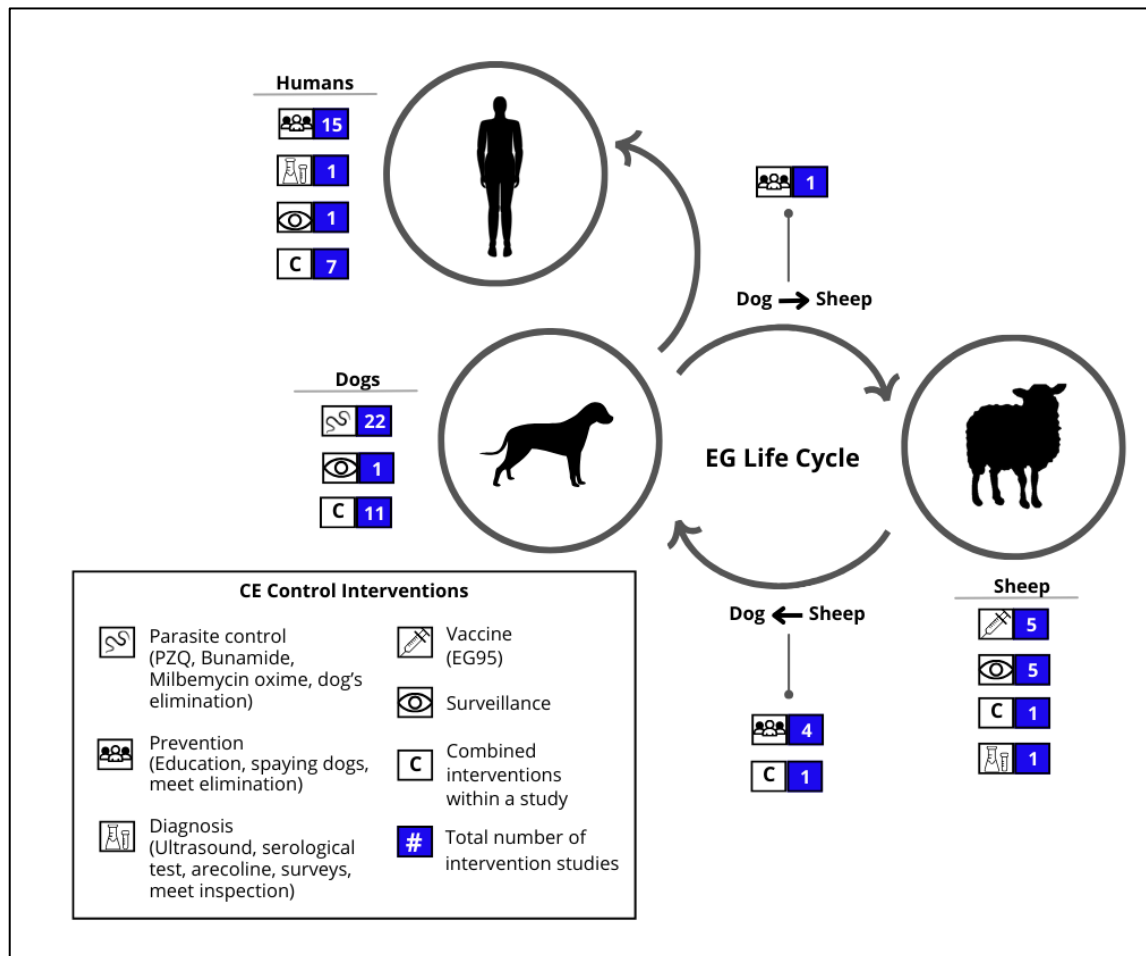 Humans
15
1
1
C 7
1
Dog → Sheep
Dogs
22
1
C 11
EG Life Cycle
Dog ← Sheep
4
C 1
Sheep
5
5
C 1
1
CE Control Interventions
Parasite control
(PZQ, Bunamide,
Milbemycin oxime, dog's
elimination)
Prevention
(Education, spaying dogs,
meet elimination)
Diagnosis
(Ultrasound, serological
test, arecoline, surveys,
meet inspection)
Vaccine
(EG95)
Surveillance
C
Combined
interventions
within a study
#
Total number of
intervention studies